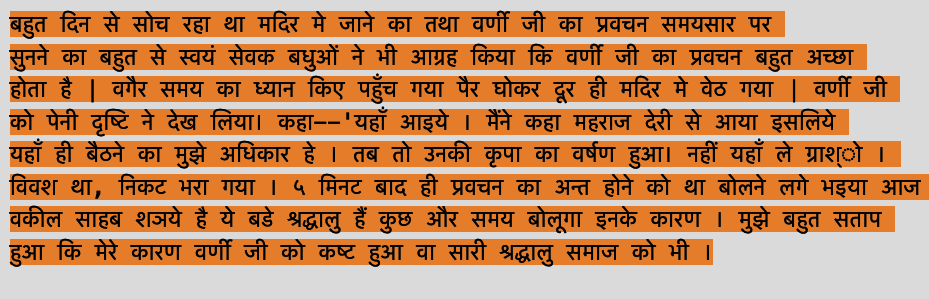 बहुत दिन से सोच रहा था मदिर मे जाने का तथा वर्णी जी का प्रवचन समयसार पर
सुनने का बहुत से स्वयं सेवक बधुओं ने भी आग्रह किया कि वर्णी जी का प्रवचन बहुत अच्छा
होता है | वगैर समय का ध्यान किए पहुँच गया पैर घोकर दूर ही मदिर मे वेठ गया | वर्णी जी
को पेनी दृष्टि ने देख लिया। कहा——'यहाँ आइये । मैंने कहा महराज देरी से आया इसलिये
यहाँ ही बैठने का मुझे अधिकार हे । तब तो उनकी कृपा का वर्षण हुआ। नहीं यहाँ ले ग्राश्ो ।
विवश था, निकट भरा गया । ५ मिनट बाद ही प्रवचन का अन्त होने को था बोलने लगे भइया आज
वकील साहब शञये है ये बडे श्रद्धालु हैं कुछ और समय बोलूगा इनके कारण । मुझे बहुत सताप
हुआ कि मेरे कारण वर्णी जी को कष्ट हुआ वा सारी श्रद्धालु समाज को भी ।